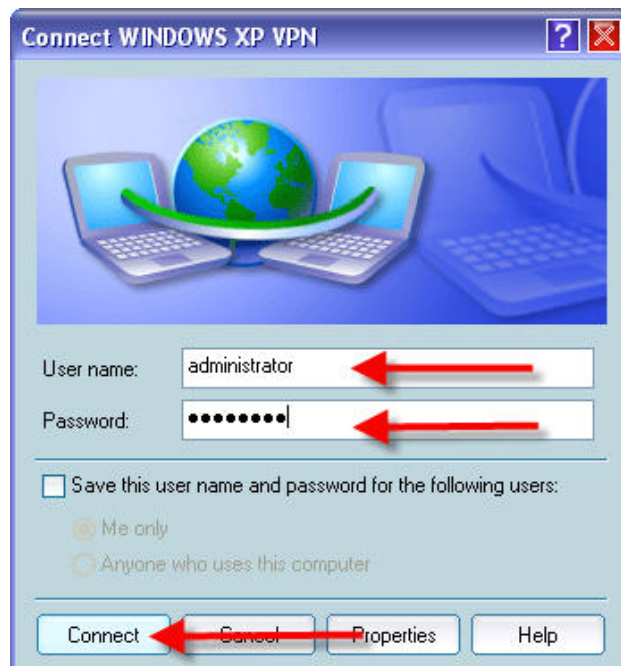 Connect WINDOWS XP VPN
User name:
administrator
Password:
●●●●●●●●
Save this user name and password for the following users:
Me only
Anyone who uses this computer
Connect
Cancel
Properties
Help